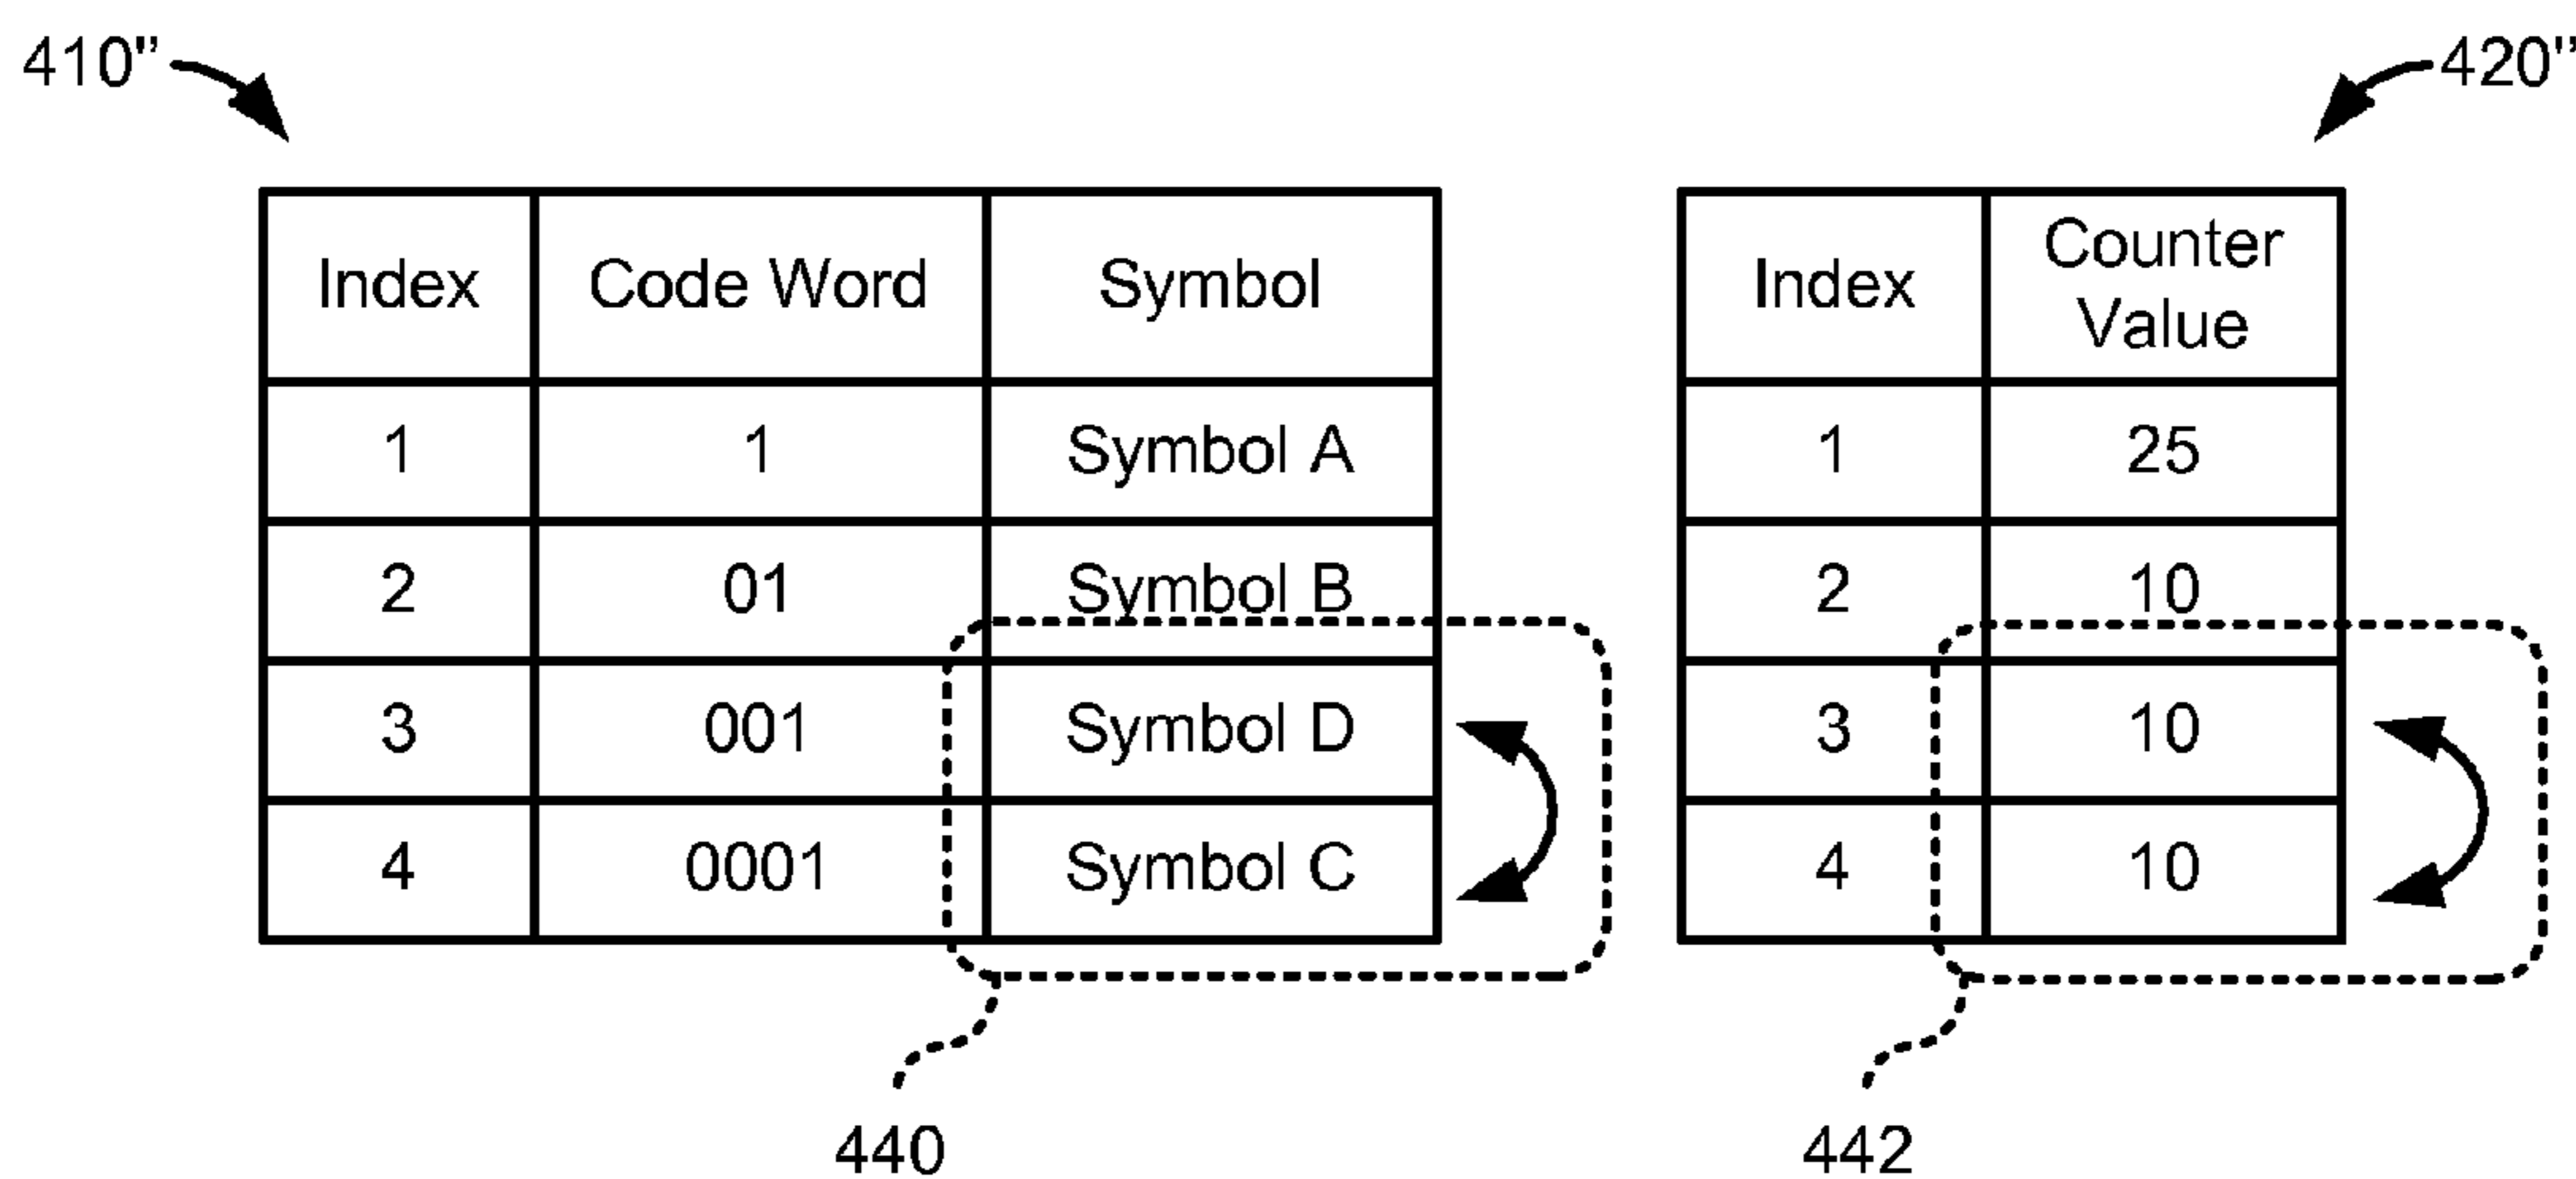 410” 420”
Index Code Word Symbol Index Counter Value
1 1 Symbol A 1 25
2 01 Symbol B 2 10
3 001 Symbol D 3 10
4 0001 Symbol C 4 10
440 442